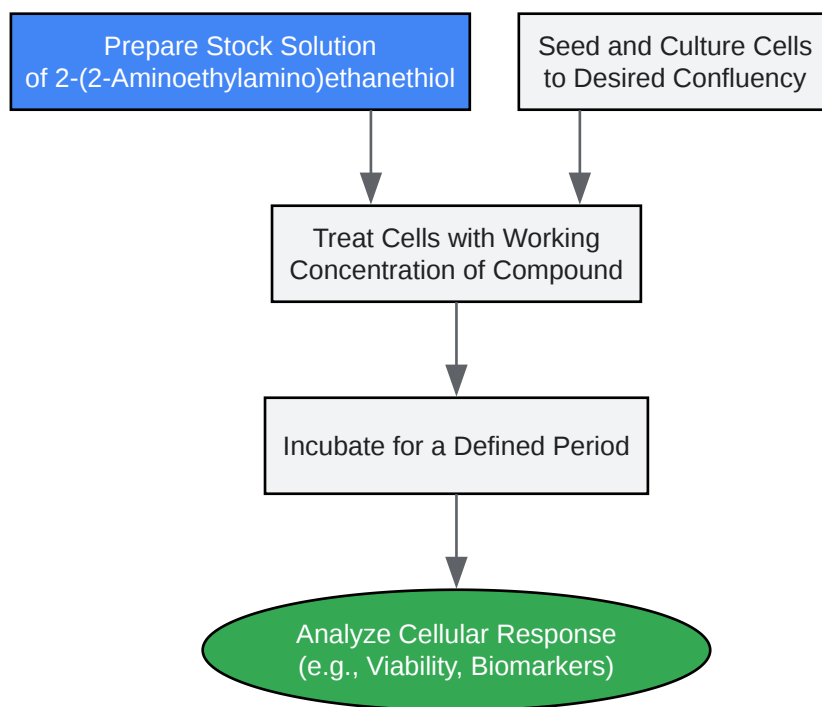 Prepare Stock Solution
of 2-(2-Aminoethylamino)ethanethiol
Seed and Culture Cells
to Desired Confluency
Treat Cells with Working
Concentration of Compound
Incubate for a Defined Period
Analyze Cellular Response
(e.g., Viability, Biomarkers)